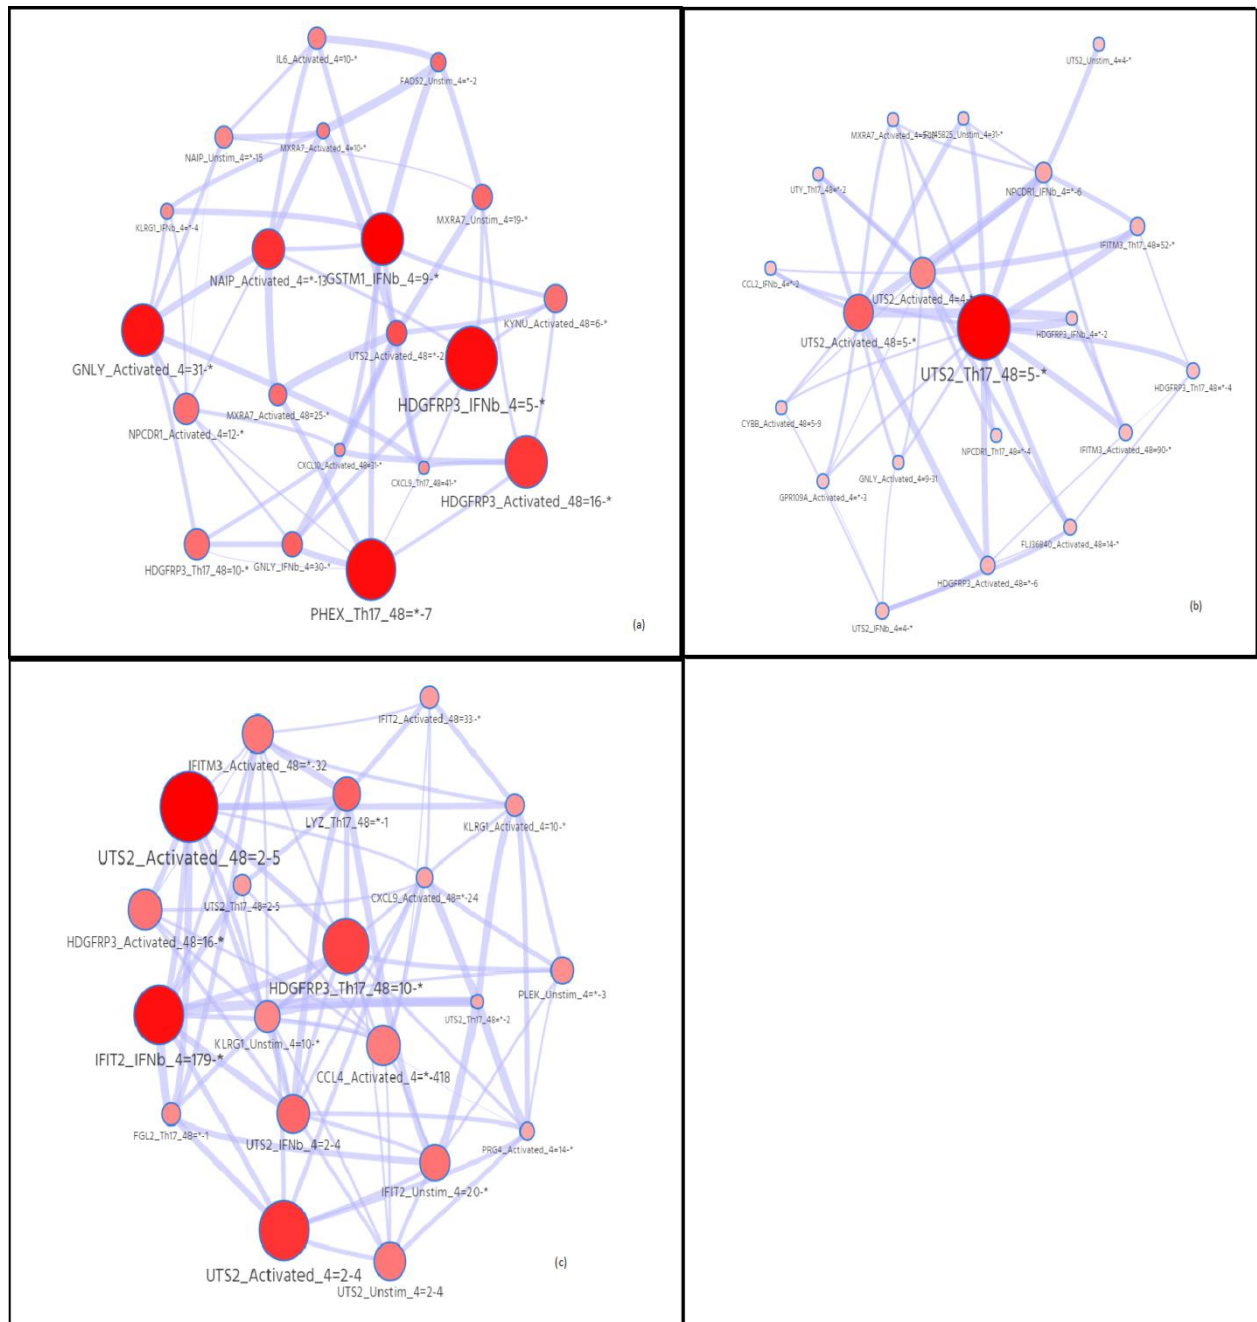 IL6_Activated_4=10-*
FADS2_Unstim_4=*-2
MXRA7_Activated_4=10-*
NAIP_Unstim_4=*-15
MXRA7_Unstim_4=19-*
KLRG1_IFNb_4=*-4
NAIP_Activated_4=*-13
GSTM1_IFNb_4=9-*
KYNU_Activated_48=6-*
UTS2_Activated_48=*-2
GNLY_Activated_4=31-*
HDGFRP3_IFNb_4=5-*
MXRA7_Activated_48=25-*
NPCDR1_Activated_4=12-*
CXCL10_Activated_48=31-*
CXCL9_Th17_48=41-*
HDGFRP3_Activated_48=16-*
HDGFRP3_Th17_48=10-*
GNLY_IFNb_4=30-*
PHEX_Th17_48=*-7
(a)
UTS2_Unstim_4=4-*
MXRA7_Activated_4=
_Unstim_4=31-*
UTY_Th17_48=*-2
NPCDR1_IFNb_4=*-6
IFITM3_Th17_48=52-*
CCL2_IFNb_4=*-2
UTS2_Activated_4=4-*
HDGFRP3_IFNb_4=*-2
UTS2_Activated_48=5-*
UTS2_Th17_48=5-*
HDGFRP3_Th17_48=*-4
CYBB_Activated_48=5-9
NPCDR1_Th17_48=*-4
IFITM3_Activated_48=90-*
GNLY_Activated_4=9-31
GPR109A_Activated_4=*-3
FLJ36840_Activated_48=14-*
HDGFRP3_Activated_48=*-6
UTS2_IFNb_4=4-*
(b)
IFIT2_Activated_48=33-*
IFITM3_Activated_48=*-32
LYZ_Th17_48=*-1
KLRG1_Activated_4=10-*
UTS2_Activated_48=2-5
UTS2_Th17_48=2-5
CXCL9_Activated_48=*-24
HDGFRP3_Activated_48=16-*
HDGFRP3_Th17_48=10-*
PLEK_Unstim_4=*-3
UTS2_Th17_48=*-2
KLRG1_Unstim_4=10-*
IFIT2_IFNb_4=179-*
CCL4_Activated_4=*-418
FGL2_Th17_48=*-1
UTS2_IFNb_4=2-4
PRG4_Activated_4=14-*
IFIT2_Unstim_4=20-*
UTS2_Activated_4=2-4
UTS2_Unstim_4=2-4
(c)